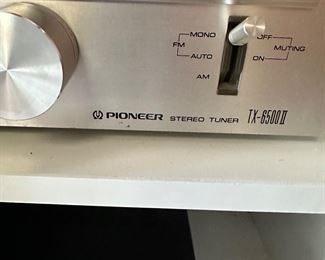 MONO OFF
FM MUTING
AUTO ON
AM
PIONEER STEREO TUNER TX-6500II